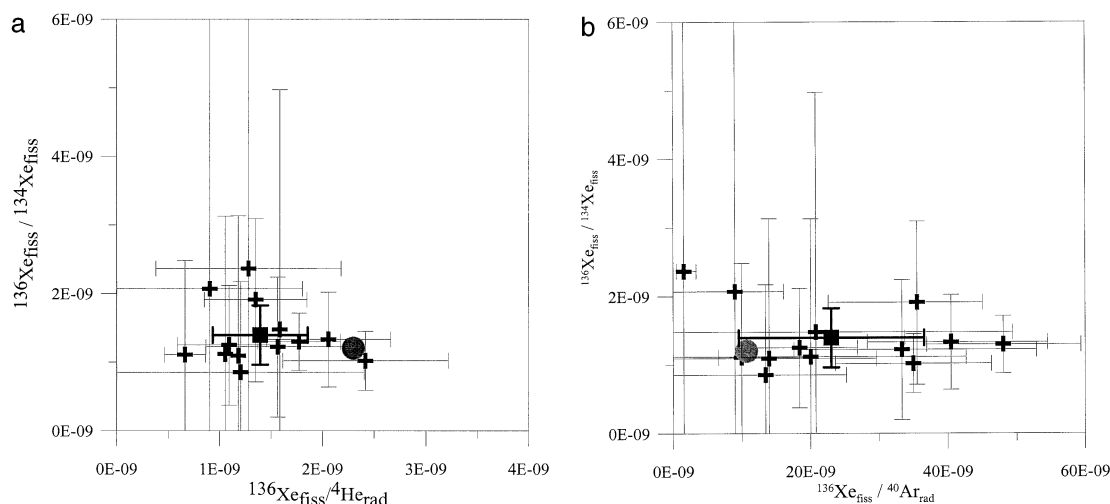 a
6E-09
4E-09
2E-09
0E-09
136Xefiss / 134Xefiss
0E-09 1E-09 2E-09 3E-09 4E-09
136Xefiss/4Herad
b
6E-09
4E-09
2E-09
0E-09
136Xefiss / 134Xefiss
0E-09 20E-09 40E-09 60E-09
136Xefiss / 40Arrad